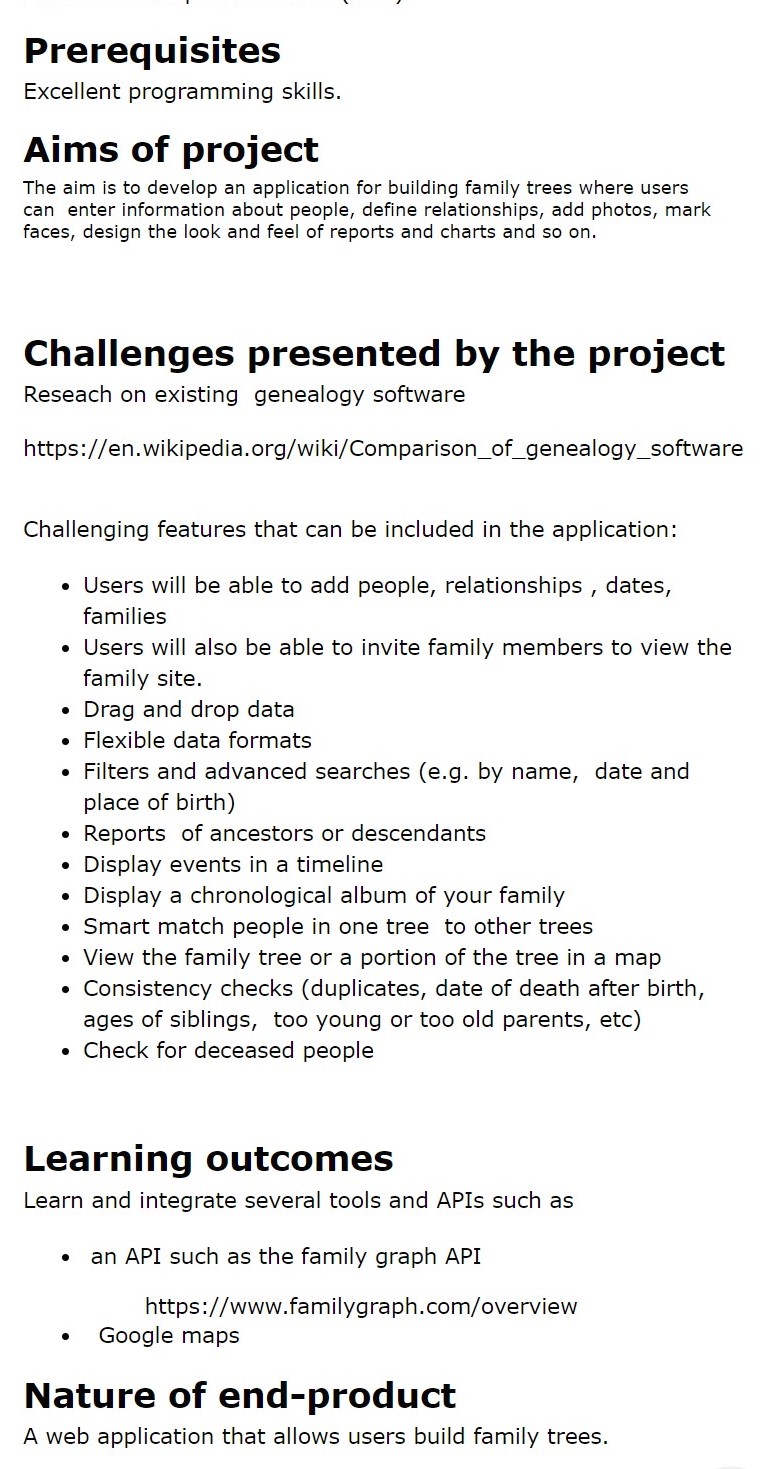 Prerequisites
Excellent programming skills.
Aims of project
The aim is to develop an application for building family trees where users
can  enter information about people, define relationships, add photos, mark
faces, design the look and feel of reports and charts and so on.
Challenges presented by the project
Reseach on existing  genealogy software
https://en.wikipedia.org/wiki/Comparison_of_genealogy_software
Challenging features that can be included in the application:
• Users will be able to add people, relationships , dates,
families
• Users will also be able to invite family members to view the
family site.
• Drag and drop data
• Flexible data formats
• Filters and advanced searches (e.g. by name,  date and
place of birth)
• Reports  of ancestors or descendants
• Display events in a timeline
• Display a chronological album of your family
• Smart match people in one tree  to other trees
• View the family tree or a portion of the tree in a map
• Consistency checks (duplicates, date of death after birth,
ages of siblings,  too young or too old parents, etc)
• Check for deceased people
Learning outcomes
Learn and integrate several tools and APIs such as
• an API such as the family graph API
https://www.familygraph.com/overview
• Google maps
Nature of end-product
A web application that allows users build family trees.